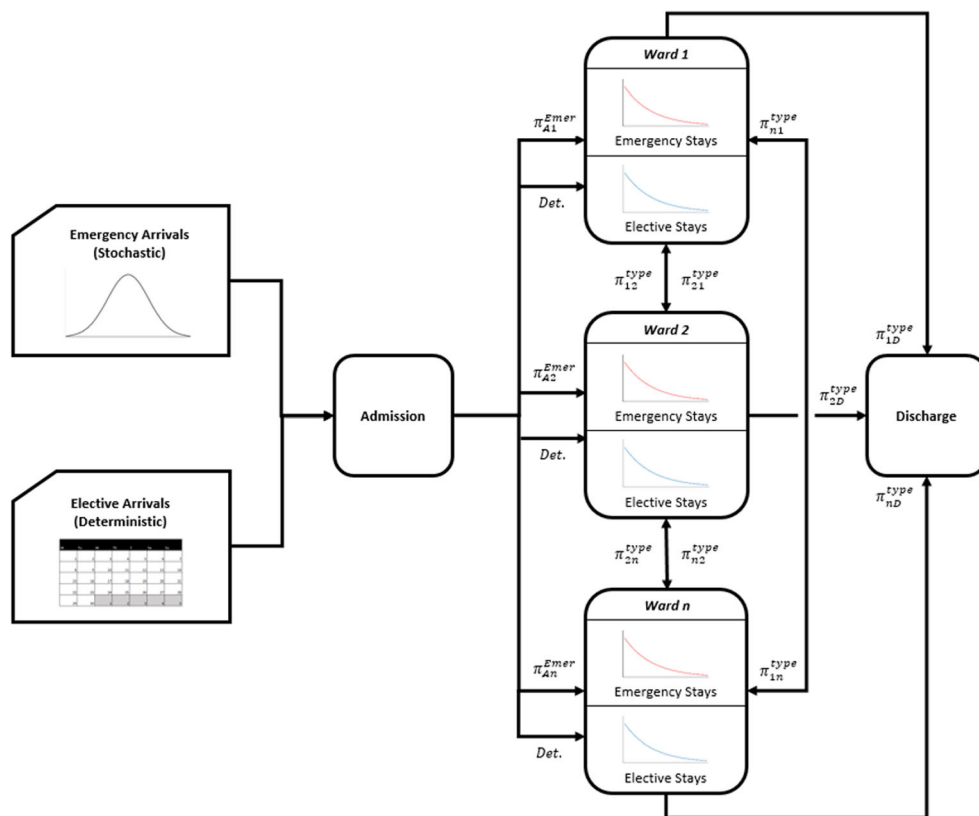 Ward 1
Emergency Stays
Elective Stays
π_{A1}^{Emer}
Det.
π_{n1}^{type}
Emergency Arrivals
(Stochastic)
π_{12}^{type} π_{21}^{type}
Ward 2
Emergency Stays
Elective Stays
π_{A2}^{Emer}
Det.
π_{1D}^{type}
π_{2D}^{type}
Admission
Discharge
π_{nD}^{type}
Elective Arrivals
(Deterministic)
π_{2n}^{type} π_{n2}^{type}
Ward n
Emergency Stays
Elective Stays
π_{An}^{Emer}
Det.
π_{1n}^{type}